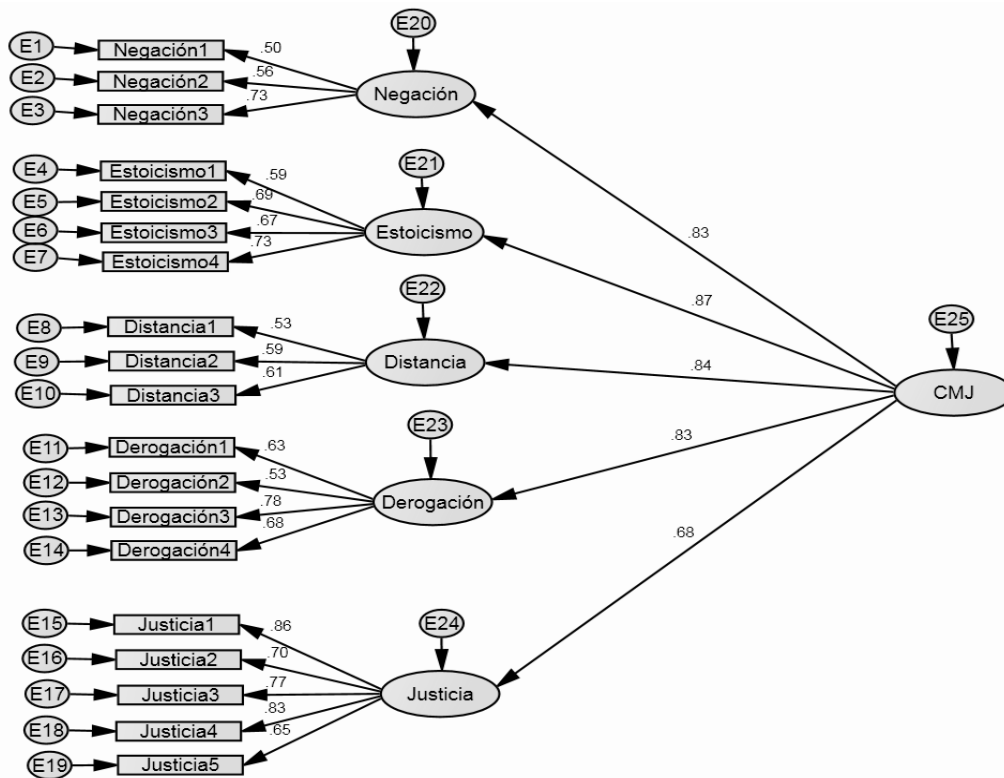 E20
E1
Negación1
.50
E2
Negación2
.56
Negación
E3
Negación3
.73
E21
E4
Estoicismo1
.59
E5
Estoicismo2
.69
Estoicismo
E6
Estoicismo3
.67
E7
Estoicismo4
.73
.83
.87
E22
E25
E8
Distancia1
.53
E9
Distancia2
.59
Distancia
.84
E10
Distancia3
.61
CMJ
E23
E11
Derogación1
.63
.83
E12
Derogación2
.53
Derogación
E13
Derogación3
.78
E14
Derogación4
.68
.68
E15
Justicia1
.86
E24
E16
Justicia2
.70
E17
Justicia3
.77
Justicia
E18
Justicia4
.83
E19
Justicia5
.65